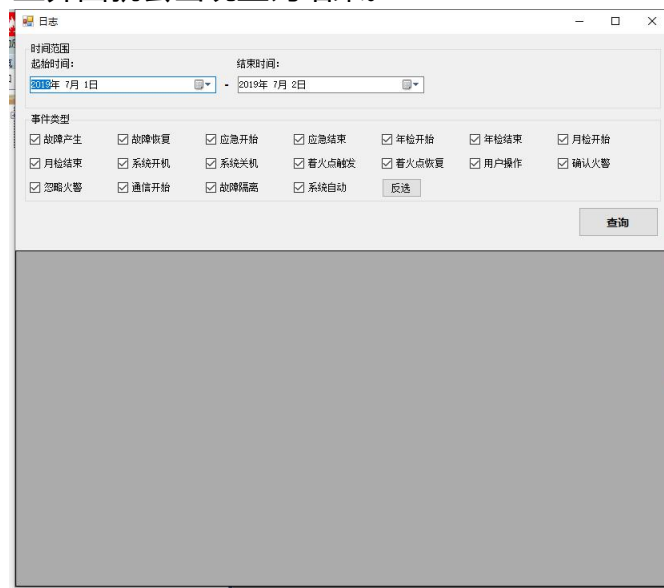 日志
时间范围
起始时间: 结束时间:
2019年 7月 1日 - 2019年 7月 2日
事件类型
故障产生 故障恢复 应急开始 应急结束 年检开始 年检结束 月检开始
月检结束 系统开机 系统关机 着火点触发 着火点恢复 用户操作 确认火警
忽略火警 通信开始 故障隔离 系统自动 反选
查询